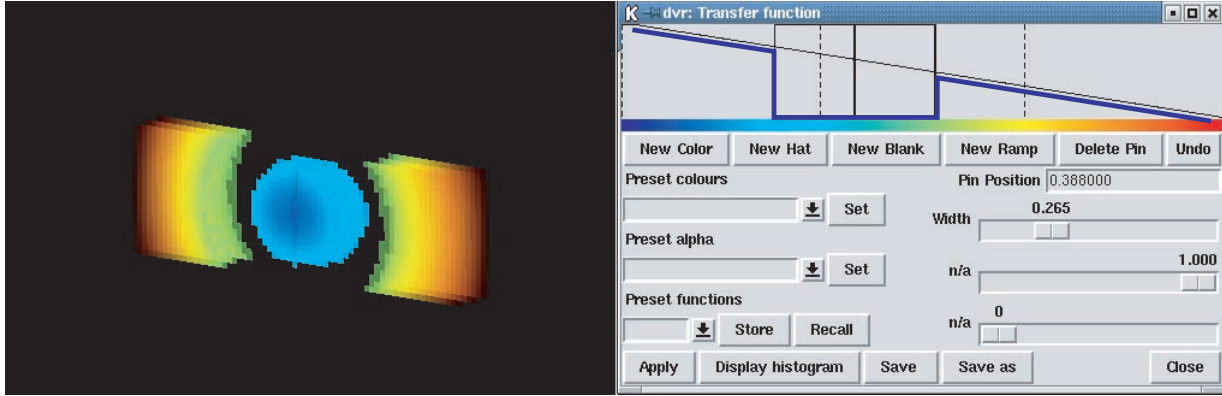 dvr: Transfer function
New Color New Hat New Blank New Ramp Delete Pin Undo
Preset colours Pin Position 0.388000
Set Width 0.265
Preset alpha
Set n/a 1.000
Preset functions
Store Recall n/a 0
Apply Display histogram Save Save as Close